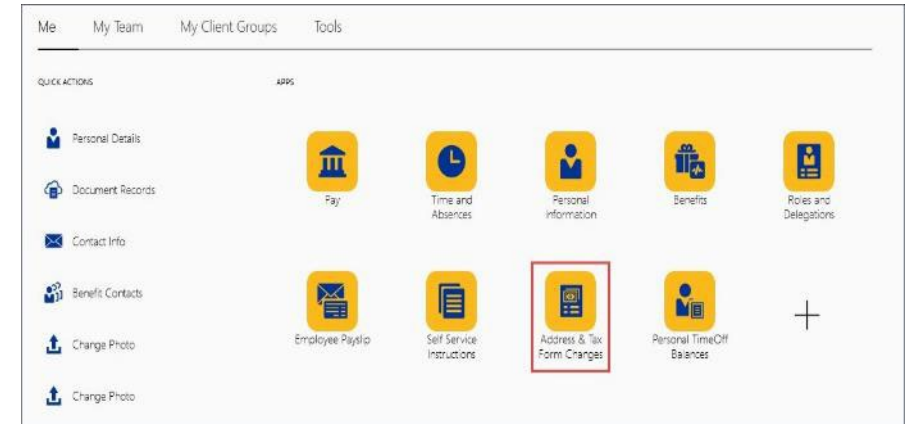 Me My Team My Client Groups Tools
QUICK ACTIONS
APPS
Personal Details
Document Records
Contact Info
Benefit Contacts
Change Photo
Change Photo
Pay
Time and
Absences
Personal
Information
Benefits
Roles and
Delegations
Employee Payslip
Self Service
Instructions
Address & Tax
Form Changes
Personal TimeOff
Balances